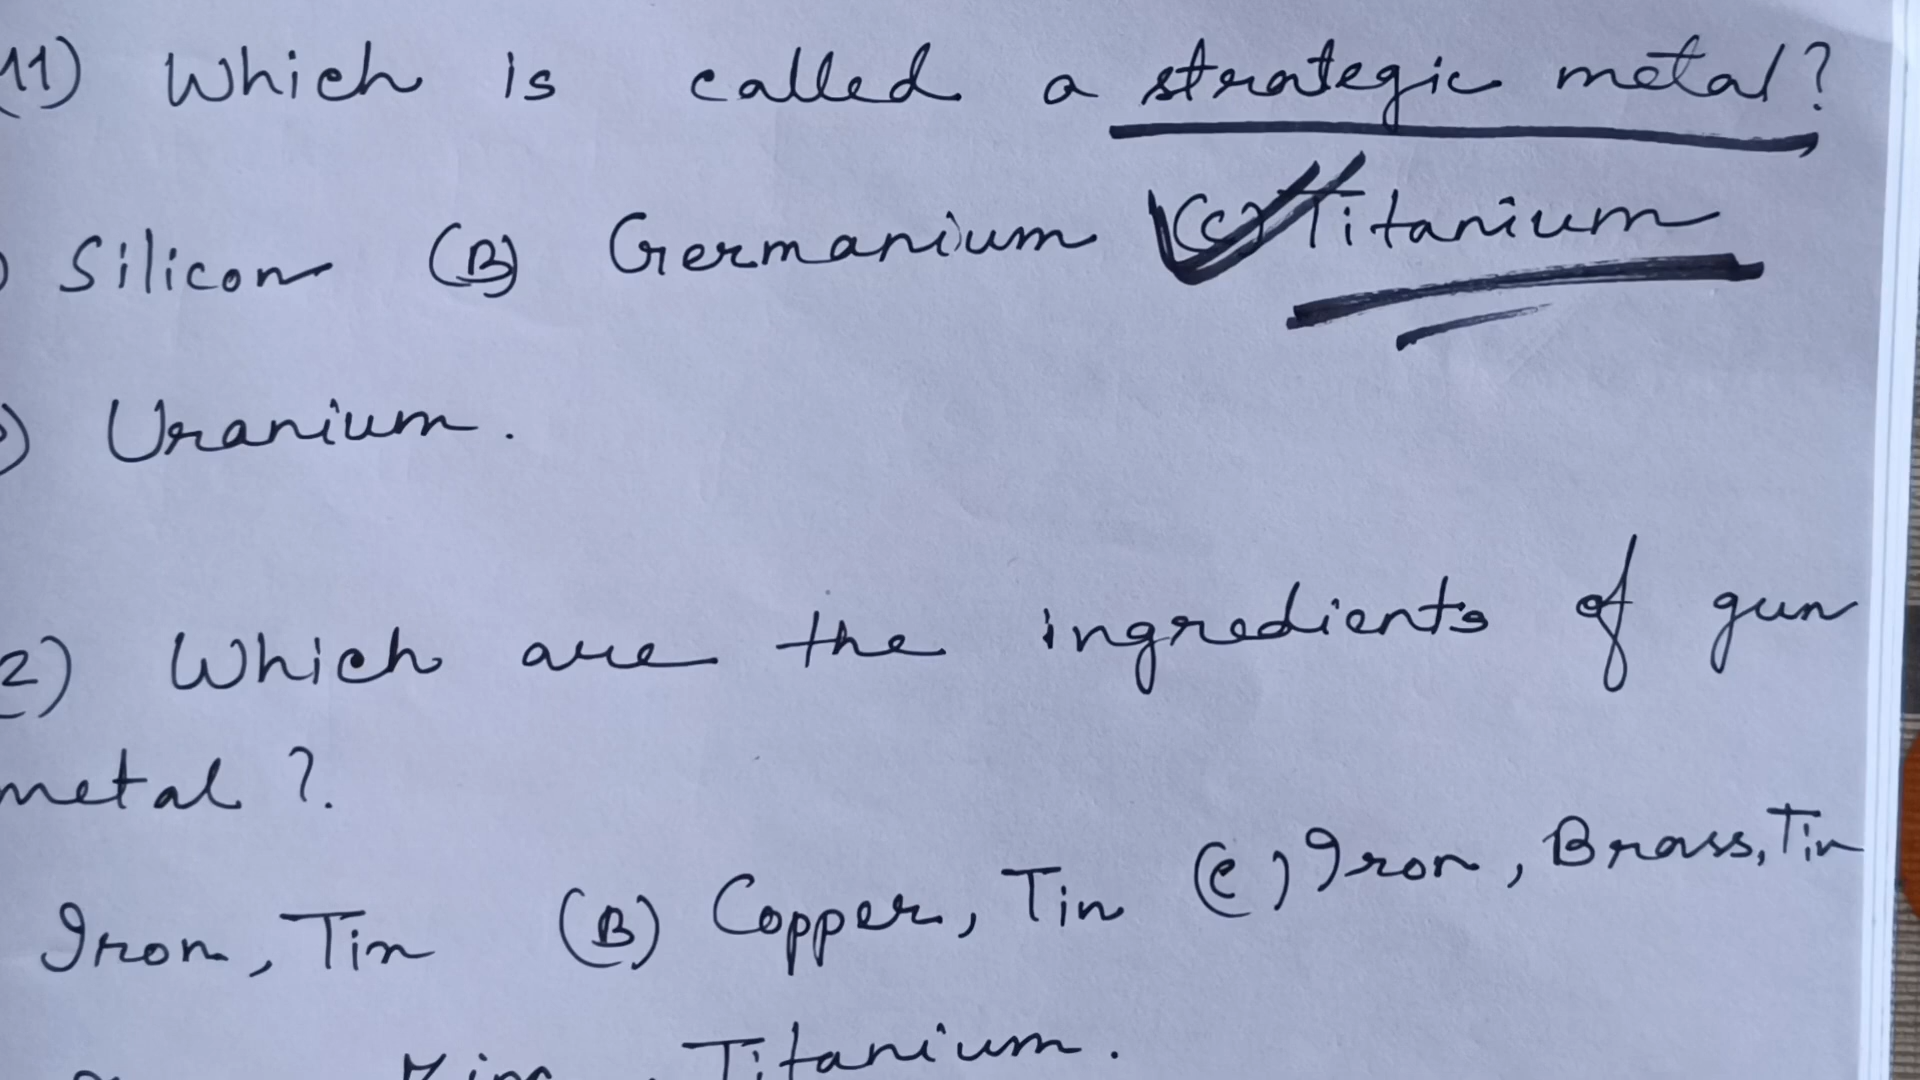 11) Which is called a strategic metal?
) Silicon (B) Germanium (C) Titanium
) Uranium.
2) Which are the ingredients of gun
metal ?.
Iron, Tin (B) Copper, Tin (C) Iron, Brass, Tin
Zinc, Titanium.